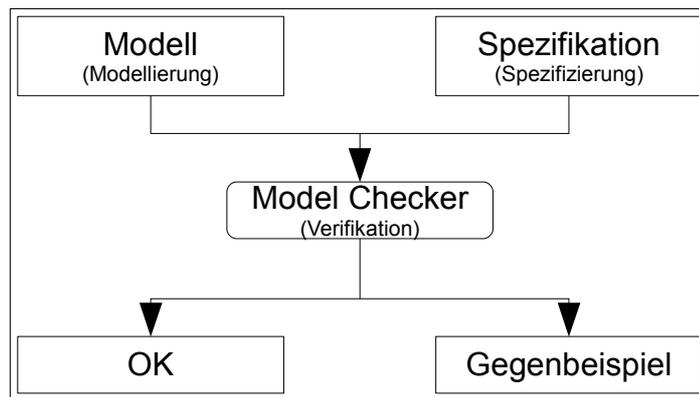 Modell
(Modellierung)
Spezifikation
(Spezifizierung)
Model Checker
(Verifikation)
OK
Gegenbeispiel